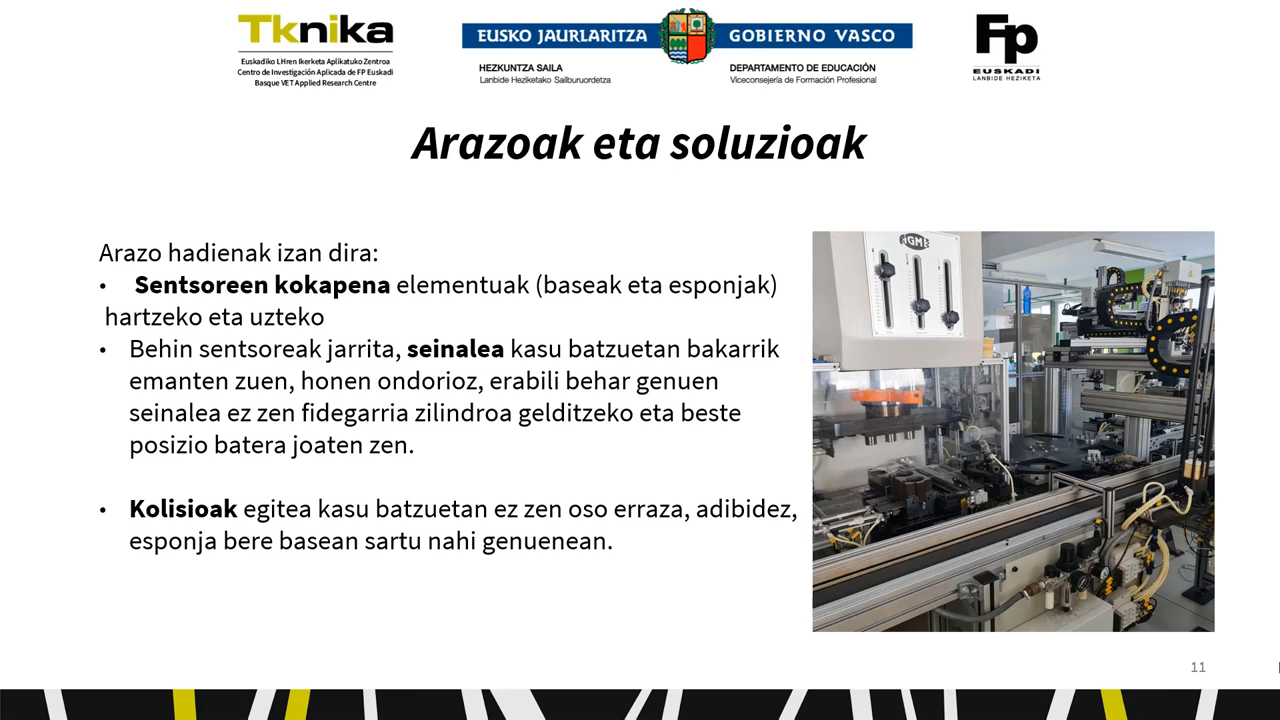 Tknika
Euskadiko LHren Ikerketa Aplikatuko Zentroa
Centro de Investigación Aplicada de FP Euskadi
Basque VET Applied Research Centre
EUSKO JAURLARITZA
GOBIERNO VASCO
HEZKUNTZA SAILA
Lanbide Heziketako Sailburuordetza
DEPARTAMENTO DE EDUCACIÓN
Viceconsejería de Formación Profesional
Fp
EUSKADI
LANBIDE HEZIKETA
Arazoak eta soluzioak
Arazo hadienak izan dira:
• Sentsoreen kokapena elementuak (baseak eta esponjak)
hartzeko eta uzteko
• Behin sentsoreak jarrita, seinalea kasu batzuetan bakarrik
emanten zuen, honen ondorioz, erabili behar genuen
seinalea ez zen fidegarria zilindroa gelditzeko eta beste
posizio batera joaten zen.
• Kolisioak egitea kasu batzuetan ez zen oso erraza, adibidez,
esponja bere basean sartu nahi genuenean.
11